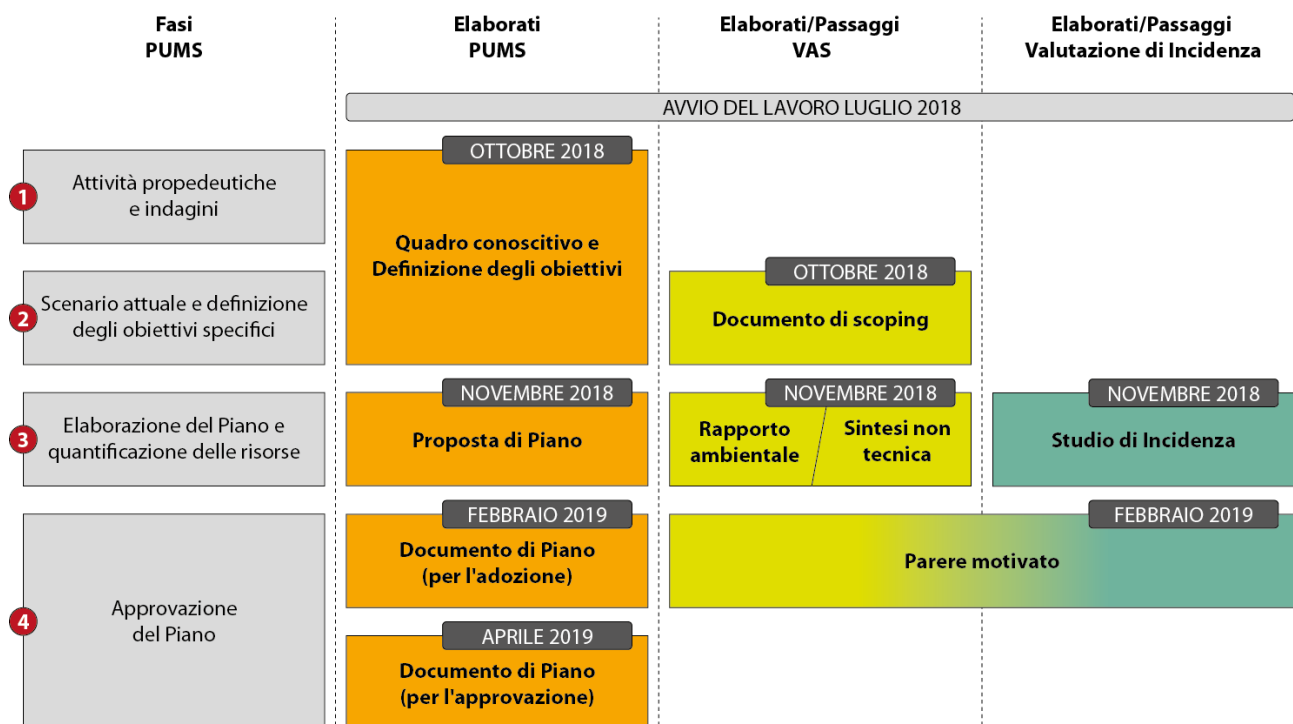 Fasi
PUMS
Elaborati
PUMS
Elaborati/Passaggi
VAS
Elaborati/Passaggi
Valutazione di Incidenza
AVVIO DEL LAVORO LUGLIO 2018
1
Attività propedeutiche
e indagini
OTTOBRE 2018
Quadro conoscitivo e
Definizione degli obiettivi
2
Scenario attuale e definizione
degli obiettivi specifici
OTTOBRE 2018
Documento di scoping
3
Elaborazione del Piano e
quantificazione delle risorse
NOVEMBRE 2018
Proposta di Piano
NOVEMBRE 2018
Rapporto
ambientale
Sintesi non
tecnica
NOVEMBRE 2018
Studio di Incidenza
4
Approvazione
del Piano
FEBBRAIO 2019
Documento di Piano
(per l'adozione)
FEBBRAIO 2019
Parere motivato
APRILE 2019
Documento di Piano
(per l'approvazione)